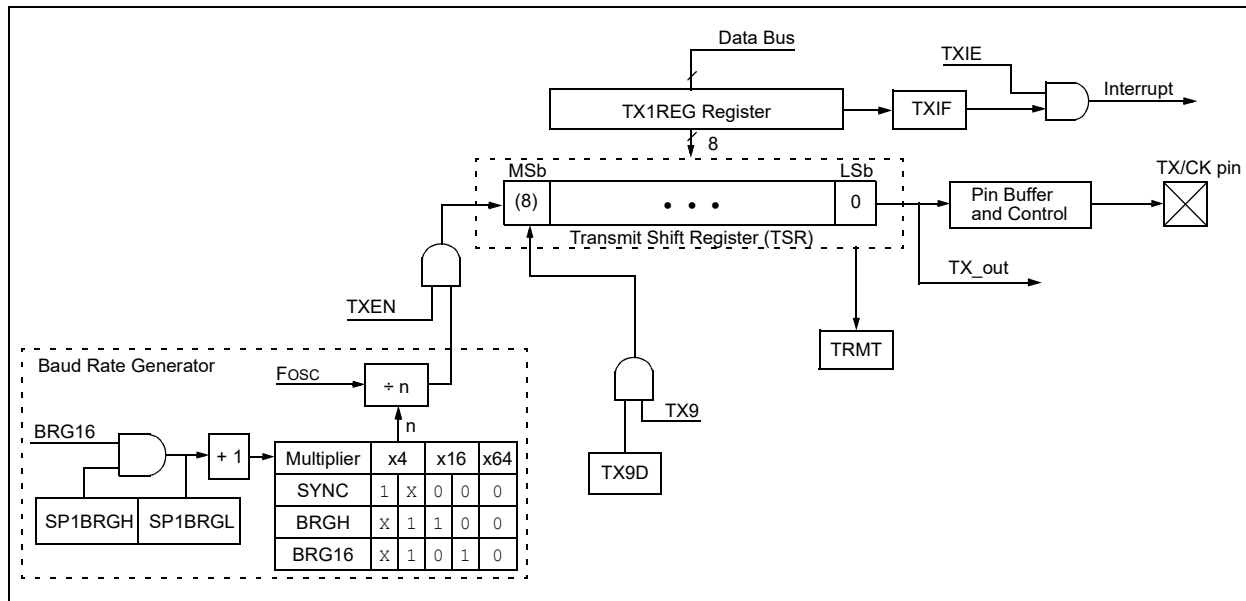 Data Bus
TXIE
Interrupt
TX1REG Register
TXIF
8
MSb
LSb
TX/CK pin
(8)
• • •
0
Pin Buffer
and Control
Transmit Shift Register (TSR)
TX_out
TXEN
TRMT
Baud Rate Generator
FOSC
÷ n
n
TX9
BRG16
+ 1
Multiplier x4 x16 x64
SYNC 1 X 0 0 0
BRGH X 1 1 0 0
BRG16 X 1 0 1 0
TX9D
SP1BRGH SP1BRGL